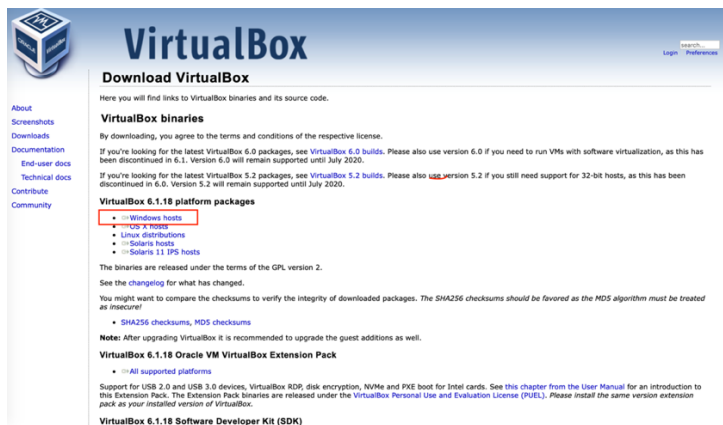 VirtualBox
search...
Login Preferences
Download VirtualBox
Here you will find links to VirtualBox binaries and its source code.
About
Screenshots
Downloads
Documentation
End-user docs
Technical docs
Contribute
Community
VirtualBox binaries
By downloading, you agree to the terms and conditions of the respective license.
If you're looking for the latest VirtualBox 6.0 packages, see VirtualBox 6.0 builds. Please also use version 6.0 if you need to run VMs with software virtualization, as this has
been discontinued in 6.1. Version 6.0 will remain supported until July 2020.
If you're looking for the latest VirtualBox 5.2 packages, see VirtualBox 5.2 builds. Please also use version 5.2 if you still need support for 32-bit hosts, as this has been
discontinued in 6.0. Version 5.2 will remain supported until July 2020.
VirtualBox 6.1.18 platform packages
Windows hosts
OS X hosts
Linux distributions
Solaris hosts
Solaris 11 IPS hosts
The binaries are released under the terms of the GPL version 2.
See the changelog for what has changed.
You might want to compare the checksums to verify the integrity of downloaded packages. The SHA256 checksums should be favored as the MD5 algorithm must be treated
as insecure!
SHA256 checksums, MD5 checksums
Note: After upgrading VirtualBox it is recommended to upgrade the guest additions as well.
VirtualBox 6.1.18 Oracle VM VirtualBox Extension Pack
All supported platforms
Support for USB 2.0 and USB 3.0 devices, VirtualBox RDP, disk encryption, NVMe and PXE boot for Intel cards. See this chapter from the User Manual for an introduction to
this Extension Pack. The Extension Pack binaries are released under the VirtualBox Personal Use and Evaluation License (PUEL). Please install the same version extension
pack as your installed version of VirtualBox.
VirtualBox 6.1.18 Software Developer Kit (SDK)